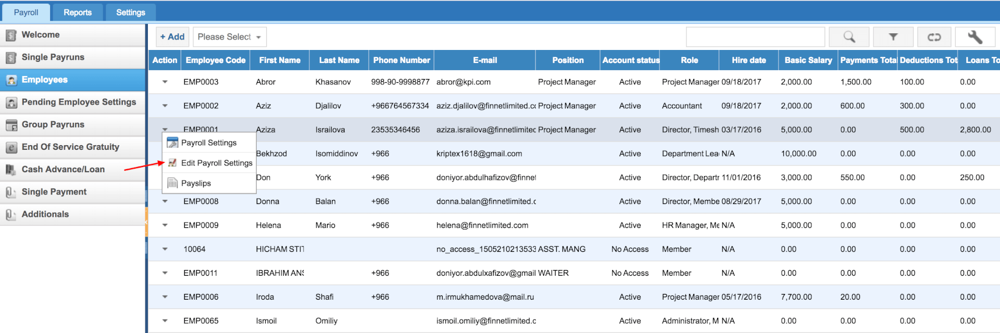 Payroll Reports Settings
Welcome
Single Payruns
Employees
Pending Employee Settings
Group Payruns
End Of Service Gratuity
Cash Advance/Loan
Single Payment
Additionals
+ Add Please Select
Action Employee Code First Name Last Name Phone Number E-mail Position Account status Role Hire date Basic Salary Payments Total Deductions Tot Loans To
EMP0003 Abror Khasanov 998-90-9998877 abror@kpi.com Project Manager Active Project Manager 09/18/2017 2,000.00 1,500.00 100.00 0.00
EMP0002 Aziz Djalilov +966764567334 aziz.djalilov@finnetlimited.cc Project Manager Active Accountant 09/18/2017 2,000.00 600.00 300.00 0.00
EMP0001 Aziza Israilova 23535346456 aziza.israilova@finnetlimitec Project Manager Active Director, Timesh 03/17/2016 5,000.00 0.00 500.00 2,800.00
Payroll Settings
Edit Payroll Settings
Payslips
Bekhzod Isomiddinov +966 kriptex1618@gmail.com Active Department Lea N/A 10,000.00 0.00 0.00 0.00
Don York +966 doniyor.abdulhafizov@finnet Active Director, Departr 11/01/2016 3,000.00 550.00 0.00 250.00
EMP0008 Donna Balan +966 donna.balan@finnetlimited.c Active Director, Membe 08/29/2017 5,000.00 0.00 0.00 0.00
EMP0009 Helena Mario +966 helena@finnetlimited.com Active HR Manager, Me N/A 5,000.00 0.00 0.00 0.00
10064 HICHAM STIT no_access_1505210213533 ASST. MANG No Access Member N/A 0.00 0.00 0.00 0.00
EMP0011 IBRAHIM ANS +966 doniyor.abdulxafizov@gmail WAITER No Access Member N/A 0.00 0.00 0.00 0.00
EMP0006 Iroda Shafi +966 m.irmukhamedova@mail.ru Active Project Manager 05/17/2016 7,700.00 20.00 0.00 0.00
EMP0065 Ismoil Omiliy ismoil.omiliy@finnetlimited.c Active Administrator, M N/A 0.00 0.00 0.00 0.00